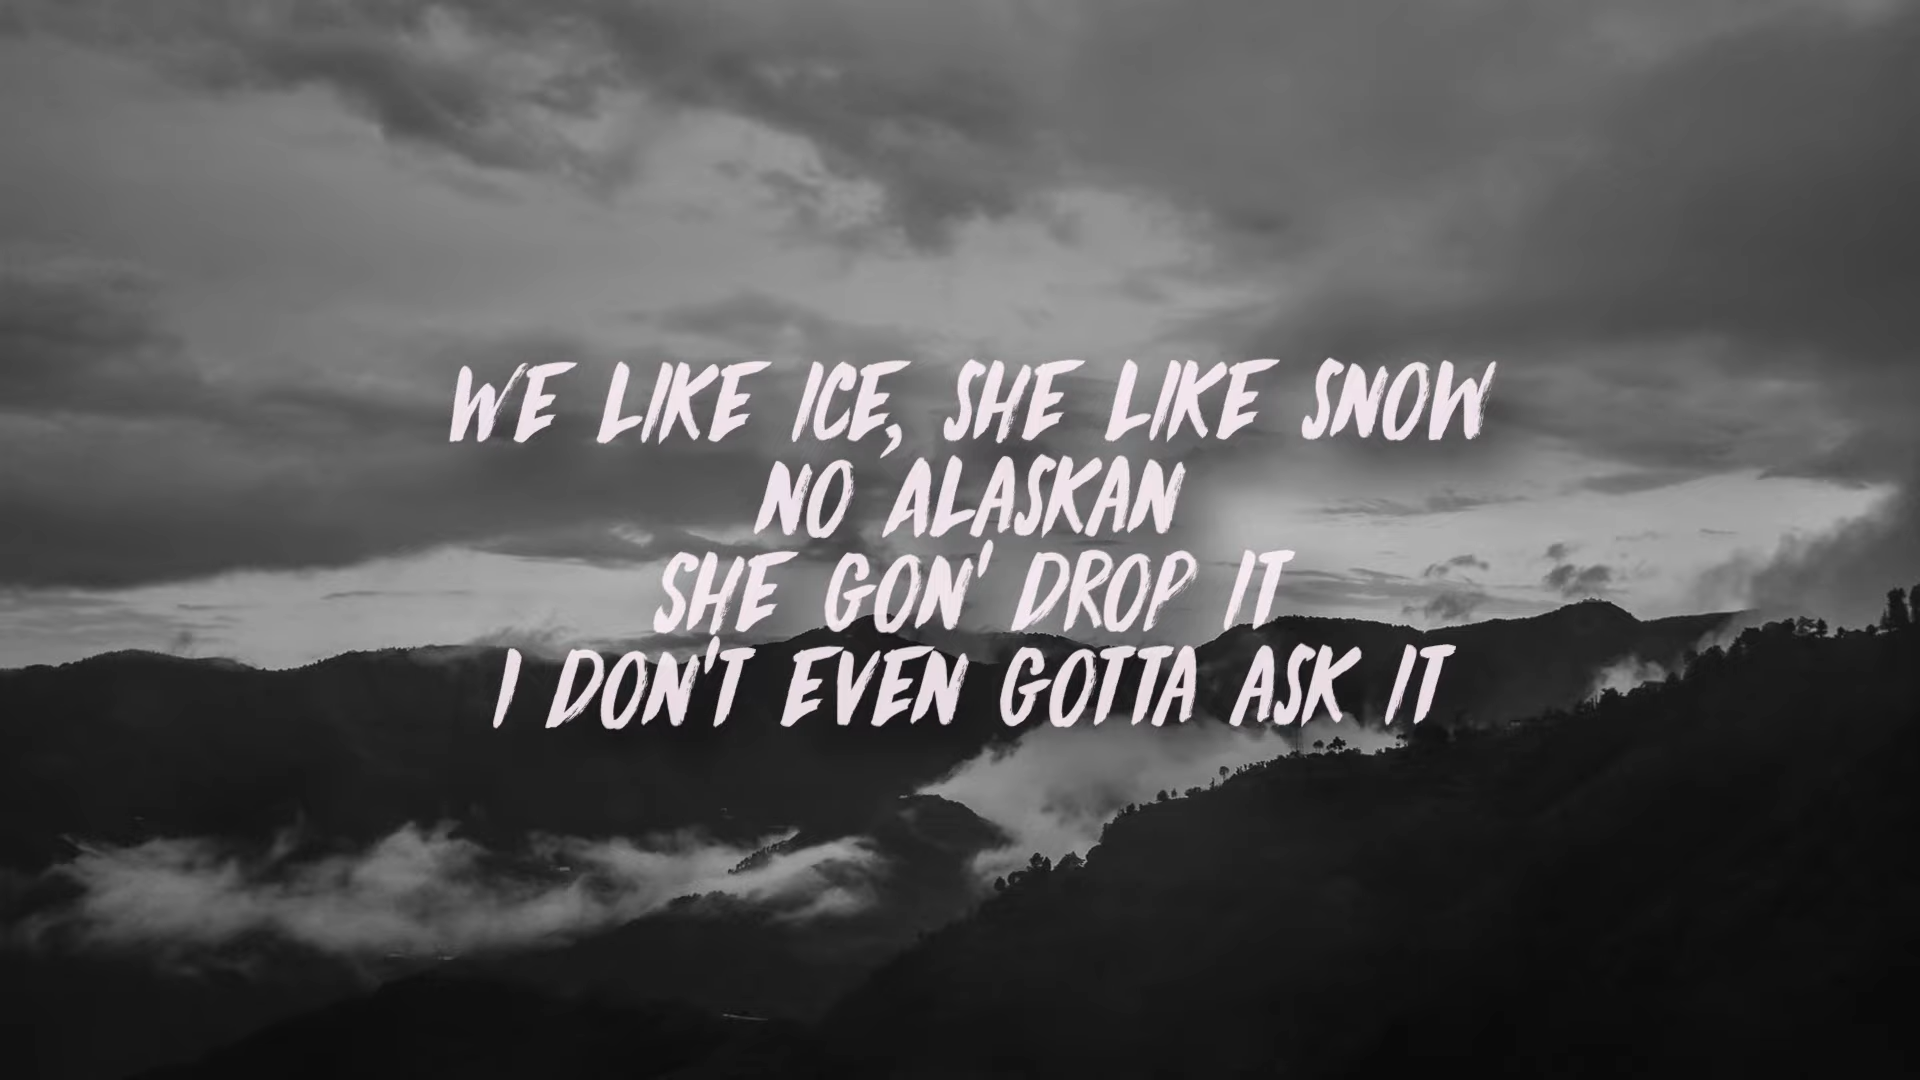 WE LIKE ICE, SHE LIKE SNOW
NO ALASKAN
SHE GON' DROP IT
I DON'T EVEN GOTTA ASK IT